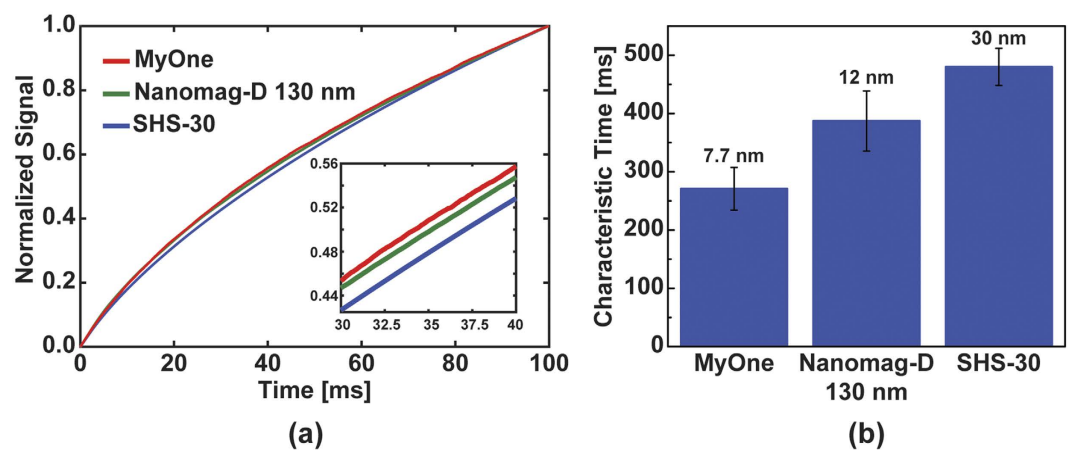 1.0
0.8
0.6
0.4
0.2
0.0
Normalized Signal
MyOne
Nanomag-D 130 nm
SHS-30
0.56
0.52
0.48
0.44
30 32.5 35 37.5 40
0 20 40 60 80 100
Time [ms]
(a)
500
400
300
200
100
0
Characteristic Time [ms]
7.7 nm
12 nm
30 nm
MyOne Nanomag-D SHS-30
130 nm
(b)